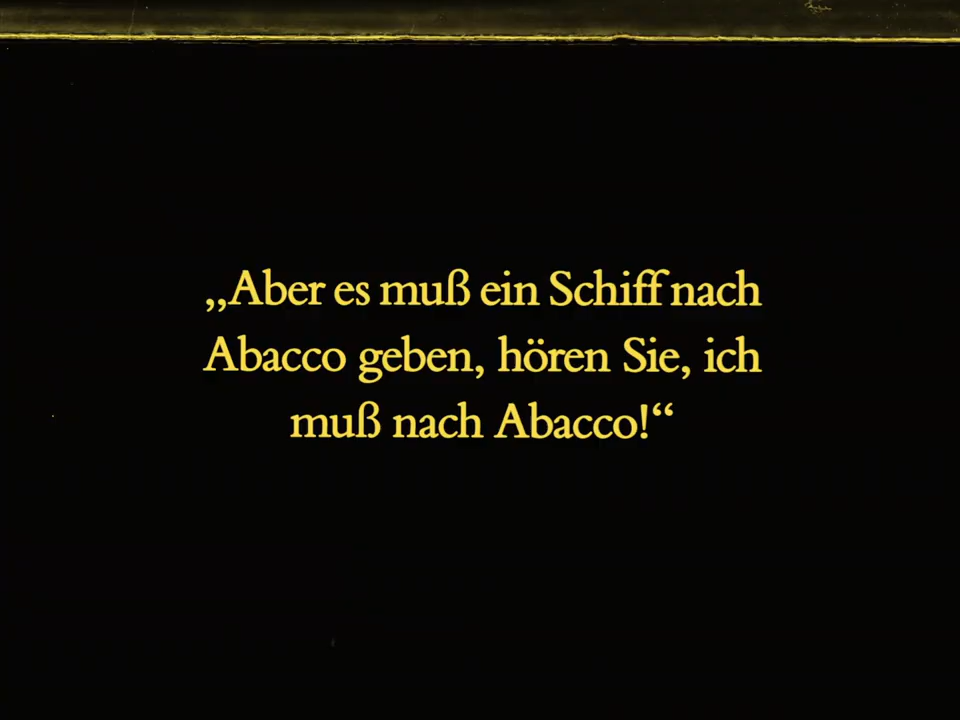 „Aber es muß ein Schiff nach
Abacco geben, hören Sie, ich
muß nach Abacco!“